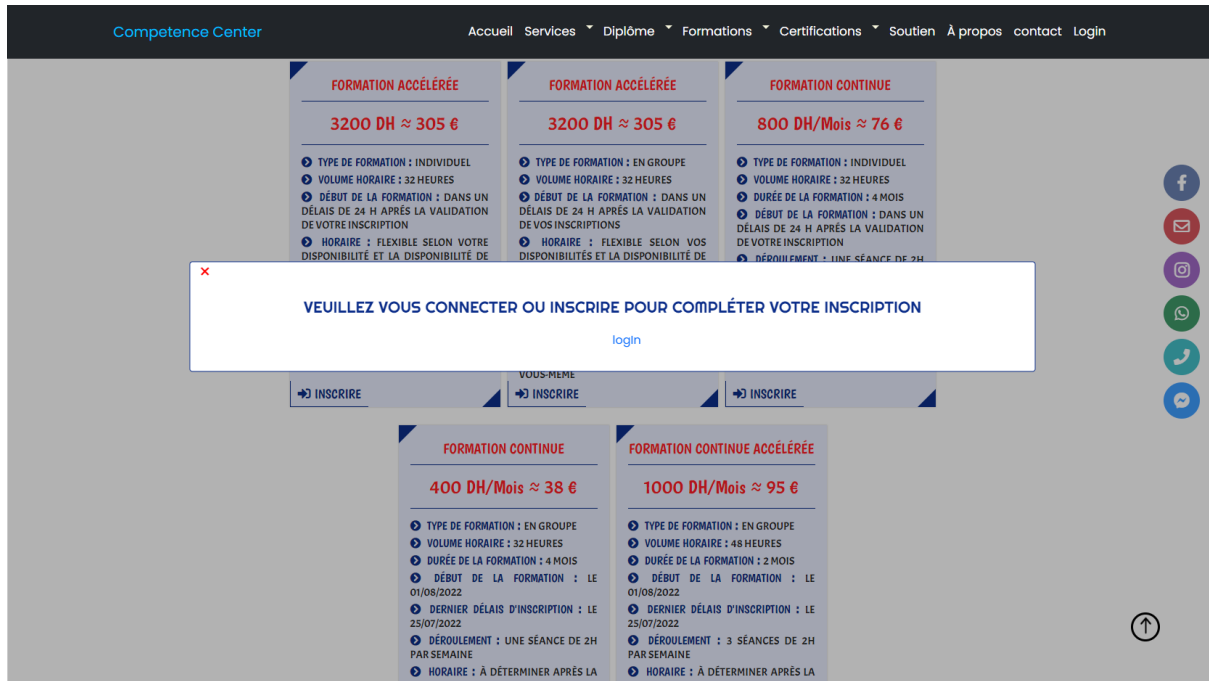 Competence Center
Accueil Services Diplôme Formations Certifications Soutien À propos contact Login
FORMATION ACCÉLÉRÉE
3200 DH ≈ 305 €
TYPE DE FORMATION : INDIVIDUEL
VOLUME HORAIRE : 32 HEURES
DÉBUT DE LA FORMATION : DANS UN
DÉLAIS DE 24 H APRÉS LA VALIDATION
DE VOTRE INSCRIPTION
HORAIRE : FLEXIBLE SELON VOTRE
DISPONIBILITÉ ET LA DISPONIBILITÉ DE
INSCRIRE
FORMATION ACCÉLÉRÉE
3200 DH ≈ 305 €
TYPE DE FORMATION : EN GROUPE
VOLUME HORAIRE : 32 HEURES
DÉBUT DE LA FORMATION : DANS UN
DÉLAIS DE 24 H APRÉS LA VALIDATION
DE VOS INSCRIPTIONS
HORAIRE : FLEXIBLE SELON VOS
DISPONIBILITÉS ET LA DISPONIBILITÉ DE
VOUS-MÊME
INSCRIRE
FORMATION CONTINUE
800 DH/Mois ≈ 76 €
TYPE DE FORMATION : INDIVIDUEL
VOLUME HORAIRE : 32 HEURES
DURÉE DE LA FORMATION : 4 MOIS
DÉBUT DE LA FORMATION : DANS UN
DÉLAIS DE 24 H APRÉS LA VALIDATION
DE VOTRE INSCRIPTION
DÉROULEMENT : UNE SÉANCE DE 2H
INSCRIRE
VEUILLEZ VOUS CONNECTER OU INSCRIRE POUR COMPLÉTER VOTRE INSCRIPTION
login
FORMATION CONTINUE
400 DH/Mois ≈ 38 €
TYPE DE FORMATION : EN GROUPE
VOLUME HORAIRE : 32 HEURES
DURÉE DE LA FORMATION : 4 MOIS
DÉBUT DE LA FORMATION : LE
01/08/2022
DERNIER DÉLAIS D'INSCRIPTION : LE
25/07/2022
DÉROULEMENT : UNE SÉANCE DE 2H
PAR SEMAINE
HORAIRE : À DÉTERMINER APRÈS LA
FORMATION CONTINUE ACCÉLÉRÉE
1000 DH/Mois ≈ 95 €
TYPE DE FORMATION : EN GROUPE
VOLUME HORAIRE : 48 HEURES
DURÉE DE LA FORMATION : 2 MOIS
DÉBUT DE LA FORMATION : LE
01/08/2022
DERNIER DÉLAIS D'INSCRIPTION : LE
25/07/2022
DÉROULEMENT : 3 SÉANCES DE 2H
PAR SEMAINE
HORAIRE : À DÉTERMINER APRÈS LA